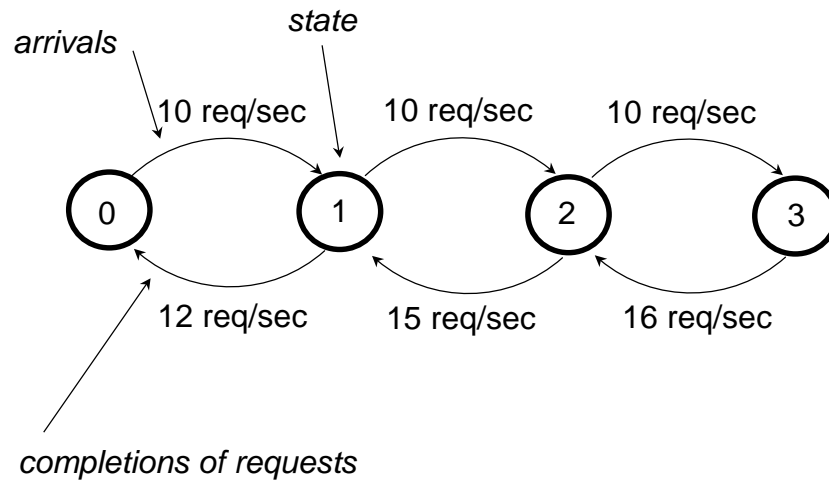 state
arrivals
10 req/sec 10 req/sec 10 req/sec
0 1 2 3
12 req/sec 15 req/sec 16 req/sec
completions of requests